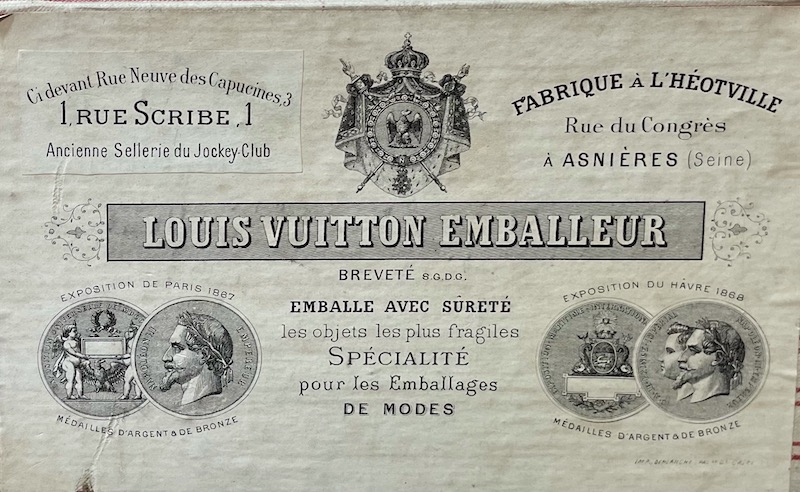 Ci devant Rue Neuve des Capucines, 3
1, RUE SCRIBE, 1
Ancienne Sellerie du Jockey-Club
FABRIQUE À L'HÉOTVILLE
Rue du Congrès
À ASNIÈRES (Seine)
LOUIS VUITTON EMBALLEUR
BREVETÉ S.G.D.G.
EXPOSITION DE PARIS 1867
EMBALLE AVEC SÛRETÉ
les objets les plus fragiles
SPÉCIALITÉ
pour les Emballages
DE MODES
MÉDAILLES D'ARGENT & DE BRONZE
EXPOSITION DU HÂVRE 1868
MÉDAILLES D'ARGENT & DE BRONZE